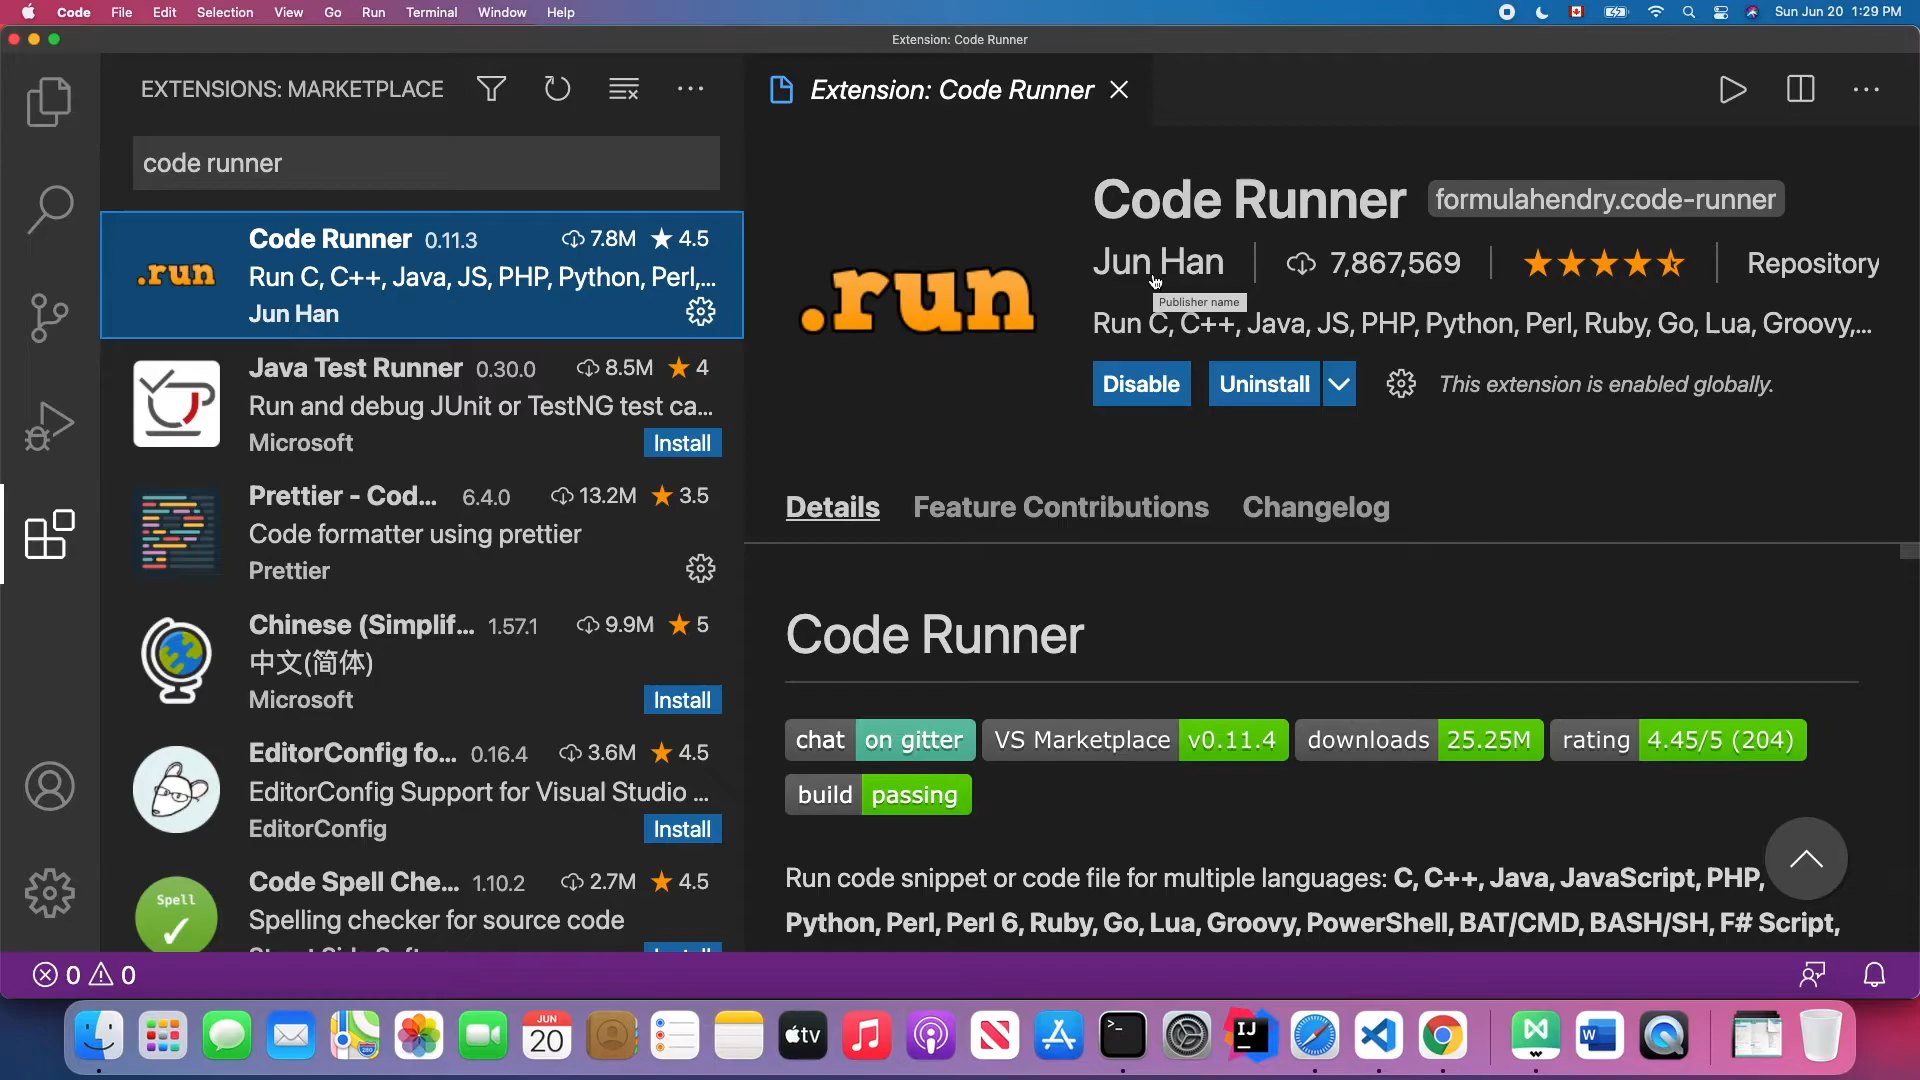 Code File Edit Selection View Go Run Terminal Window Help Sun Jun 20 1:29 PM
Extension: Code Runner
EXTENSIONS: MARKETPLACE
Extension: Code Runner
code runner
.run
Code Runner 0.11.3 7.8M 4.5
Run C, C++, Java, JS, PHP, Python, Perl,...
Jun Han
Java Test Runner 0.30.0 8.5M 4
Run and debug JUnit or TestNG test ca...
Microsoft Install
Prettier - Cod... 6.4.0 13.2M 3.5
Code formatter using prettier
Prettier
Chinese (Simplif... 1.57.1 9.9M 5
中文(简体)
Microsoft Install
EditorConfig fo... 0.16.4 3.6M 4.5
EditorConfig Support for Visual Studio ...
EditorConfig Install
Spell
Code Spell Che... 1.10.2 2.7M 4.5
Spelling checker for source code
.run
Code Runner formulahendry.code-runner
Jun Han 7,867,569 Repository
Publisher name
Run C, C++, Java, JS, PHP, Python, Perl, Ruby, Go, Lua, Groovy,...
Disable Uninstall This extension is enabled globally.
Details Feature Contributions Changelog
Code Runner
chat on gitter VS Marketplace v0.11.4 downloads 25.25M rating 4.45/5 (204)
build passing
Run code snippet or code file for multiple languages: C, C++, Java, JavaScript, PHP,
Python, Perl, Perl 6, Ruby, Go, Lua, Groovy, PowerShell, BAT/CMD, BASH/SH, F# Script,
0 0
JUN
20
tv
IJ
W